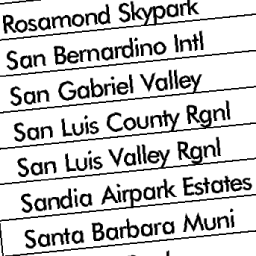 Rosamond Skypark
San Bernardino Intl
San Gabriel Valley
San Luis County Rgnl
San Luis Valley Rgnl
Sandia Airpark Estates
Santa Barbara Muni